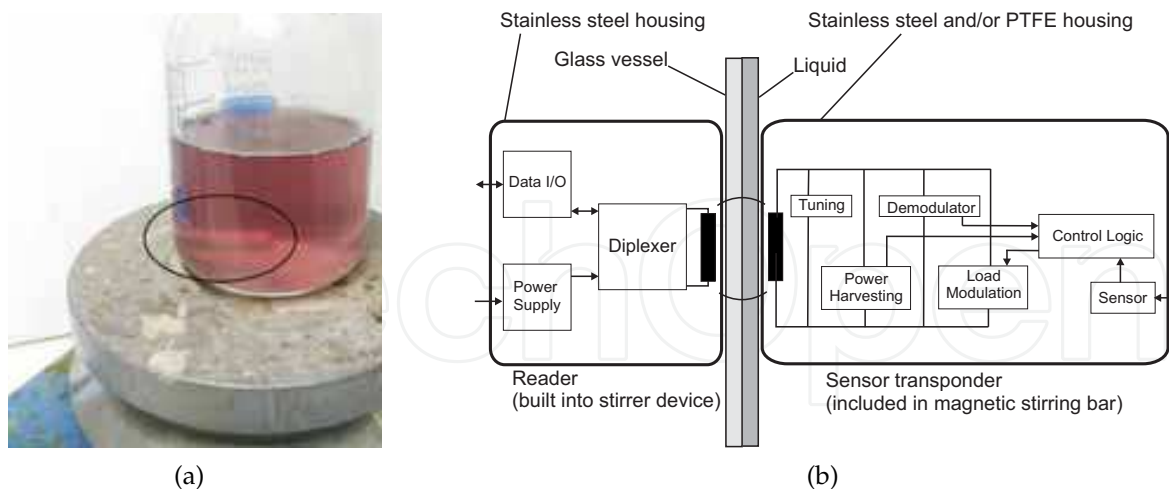 Stainless steel housing
Stainless steel and/or PTFE housing
Glass vessel
Liquid
Data I/O
Diplexer
Power
Supply
Tuning
Demodulator
Control Logic
Power
Harvesting
Load
Modulation
Sensor
Reader
(built into stirrer device)
Sensor transponder
(included in magnetic stirring bar)
(a)
(b)